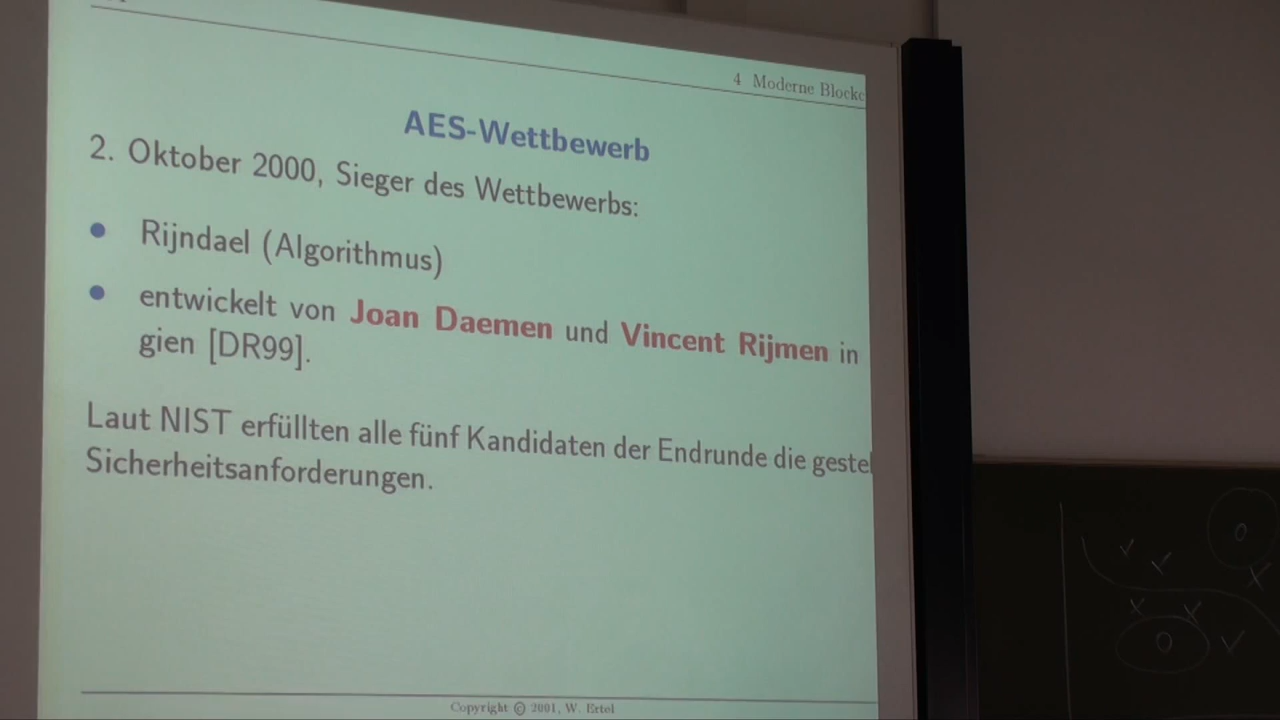 4 Moderne Blockc
AES-Wettbewerb
2. Oktober 2000, Sieger des Wettbewerbs:
• Rijndael (Algorithmus)
• entwickelt von Joan Daemen und Vincent Rijmen in
gien [DR99].
Laut NIST erfüllten alle fünf Kandidaten der Endrunde die gestel
Sicherheitsanforderungen.
Copyright © 2001, W. Ertel